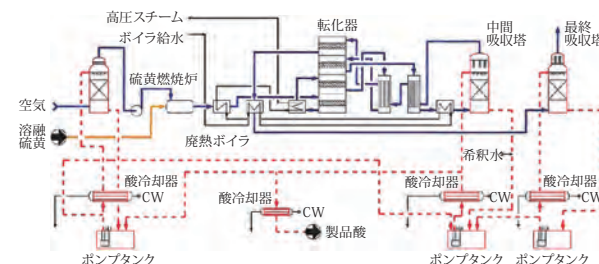 高圧スチーム
ボイラ給水
転化器
中間
吸収塔
最終
吸収塔
硫黄燃焼炉
空気
溶融
硫黄
廃熱ボイラ
希釈水
酸冷却器
CW
酸冷却器
CW
製品酸
酸冷却器
CW
酸冷却器
CW
ポンプタンク
ポンプタンク
ポンプタンク